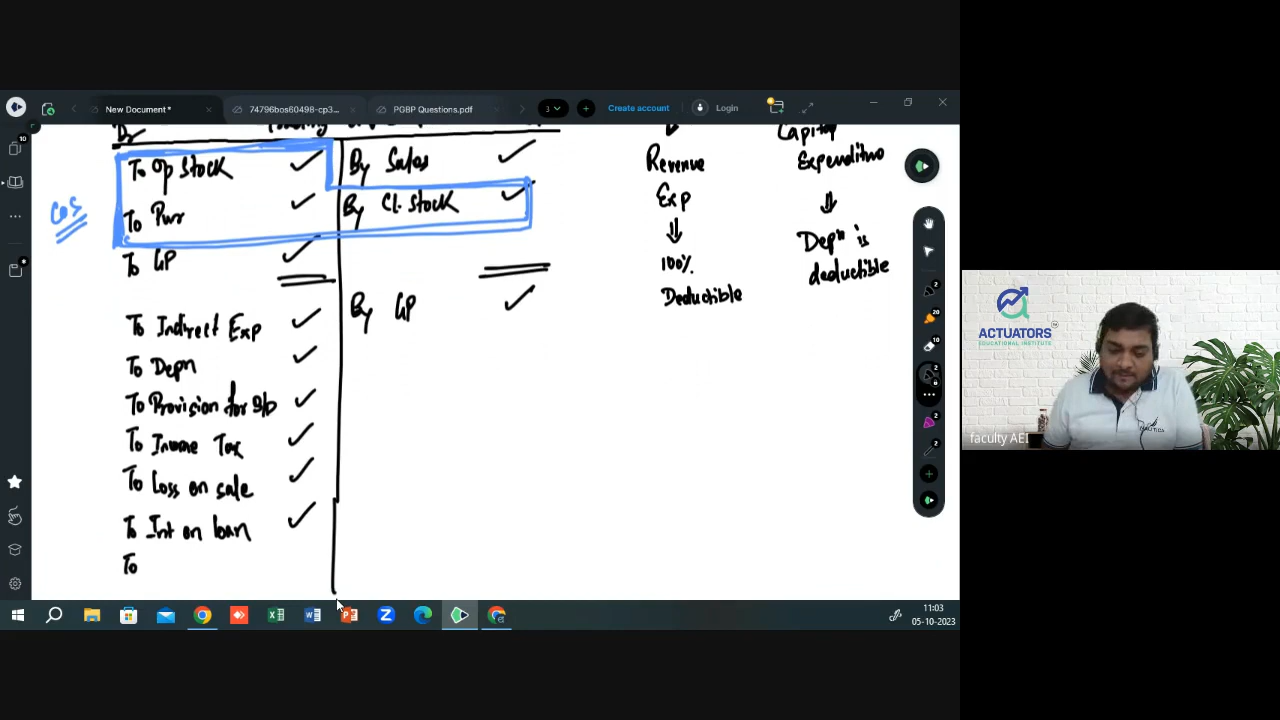 New Document *
74796bos60498-cp3...
PGBP Questions.pdf
3
Create account
Login
Dr
To Op Stock
By Sales
To Pur
By Cl. Stock
COS
To GP
By GP
To Indirect Exp
To Depn
To Provision for D/D
To Income Tax
To Loss on sale
To Int on loan
To
Revenue
Exp
100%
Deductible
Capital
Expenditure
Depn is
deductible
ACTUATORS
EDUCATIONAL INSTITUTE
faculty AEI
11:03
05-10-2023